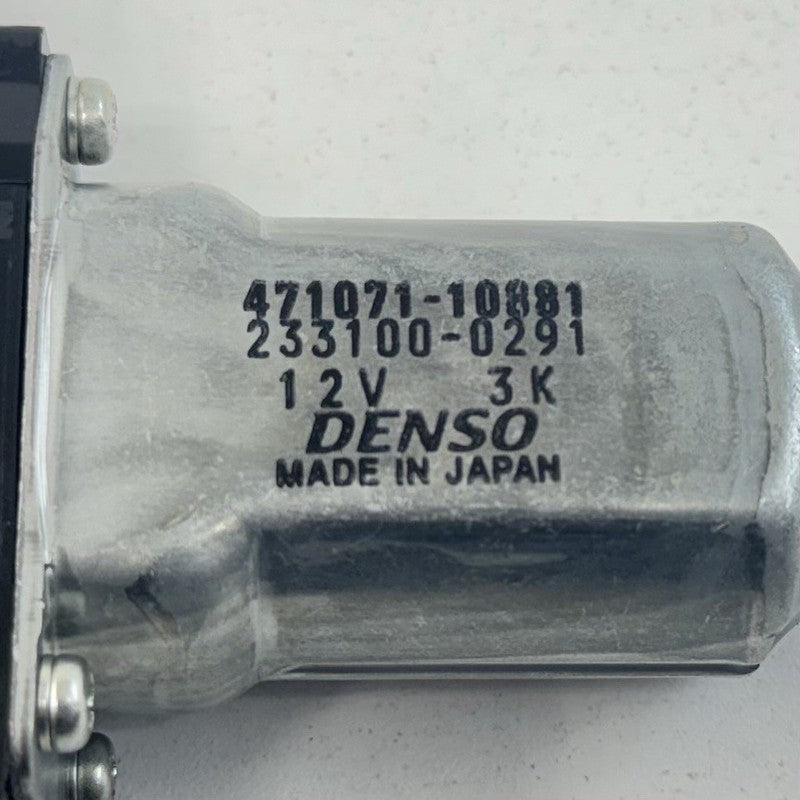 471071-10881
233100-0291
12V 3K
DENSO
MADE IN JAPAN